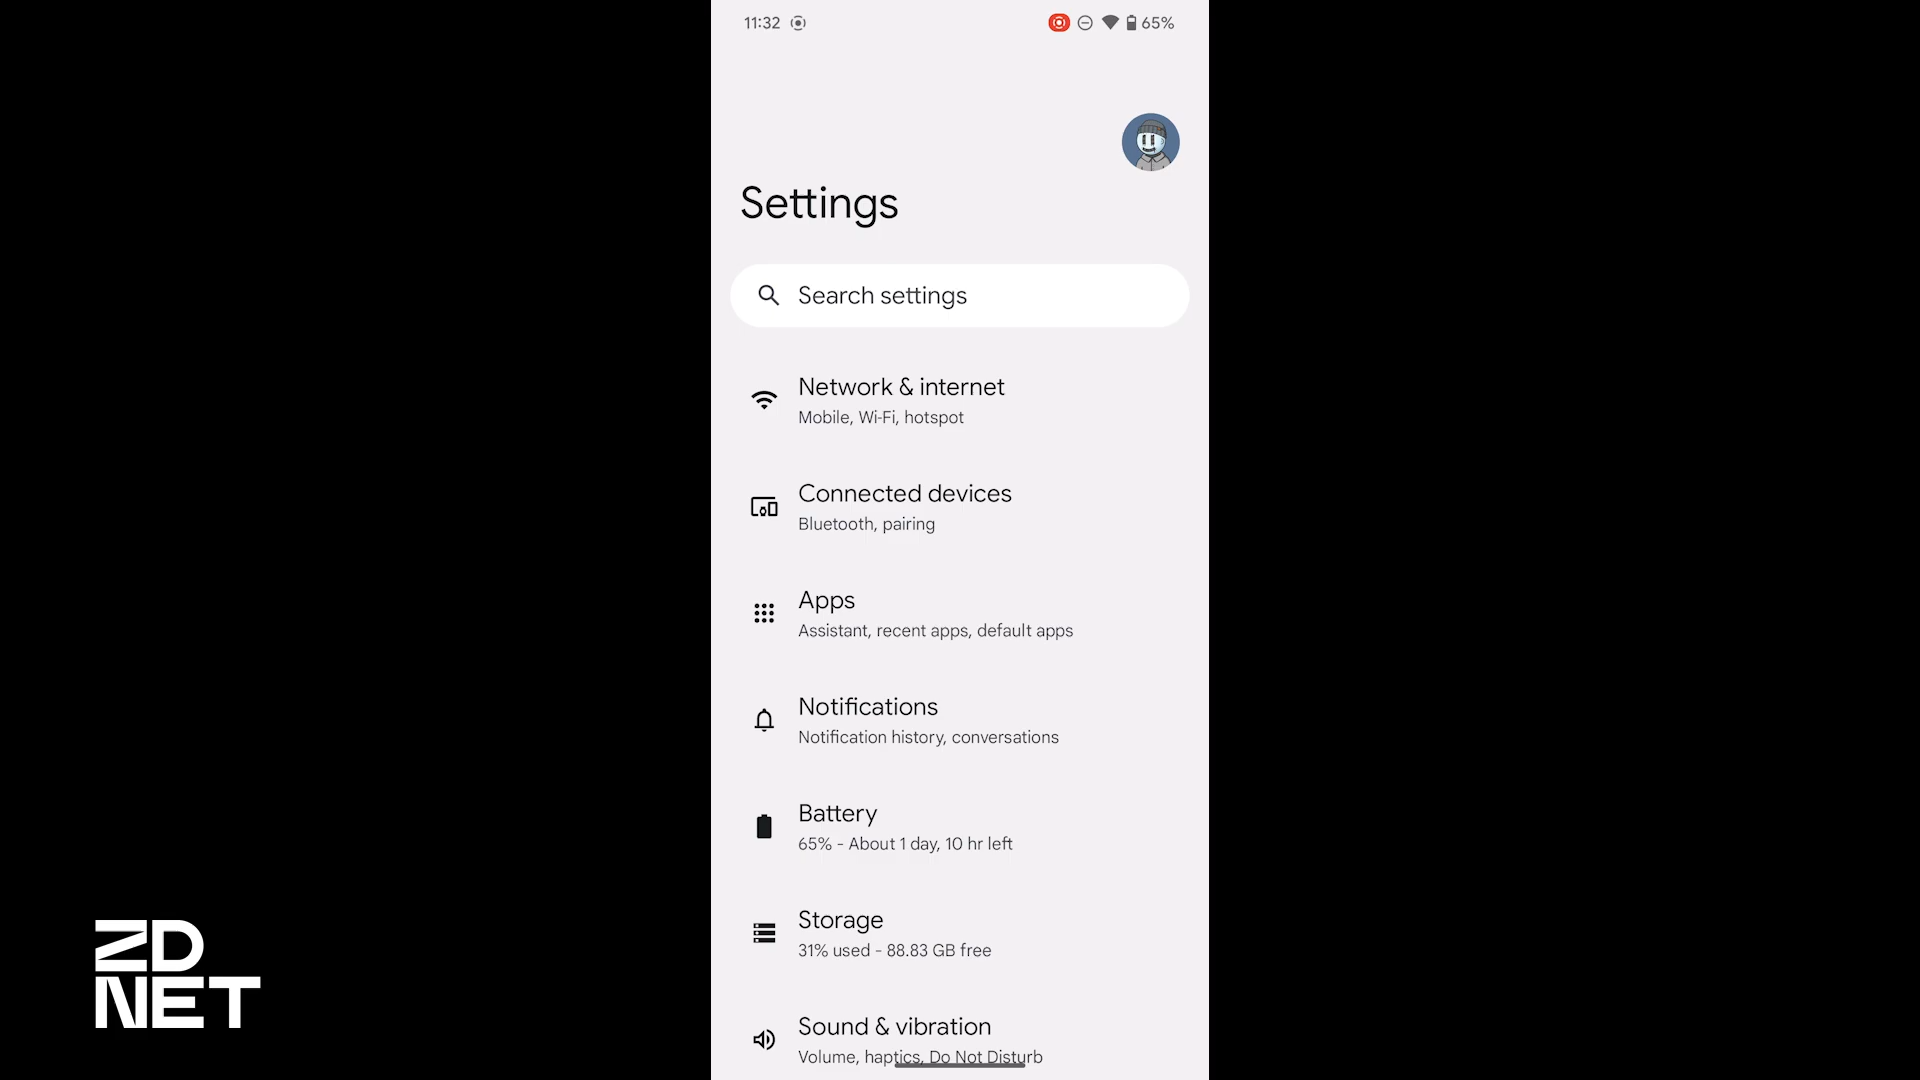 11:32
65%
Settings
Search settings
Network & internet
Mobile, Wi-Fi, hotspot
Connected devices
Bluetooth, pairing
Apps
Assistant, recent apps, default apps
Notifications
Notification history, conversations
Battery
65% - About 1 day, 10 hr left
Storage
31% used - 88.83 GB free
Sound & vibration
Volume, haptics, Do Not Disturb
ZD
NET